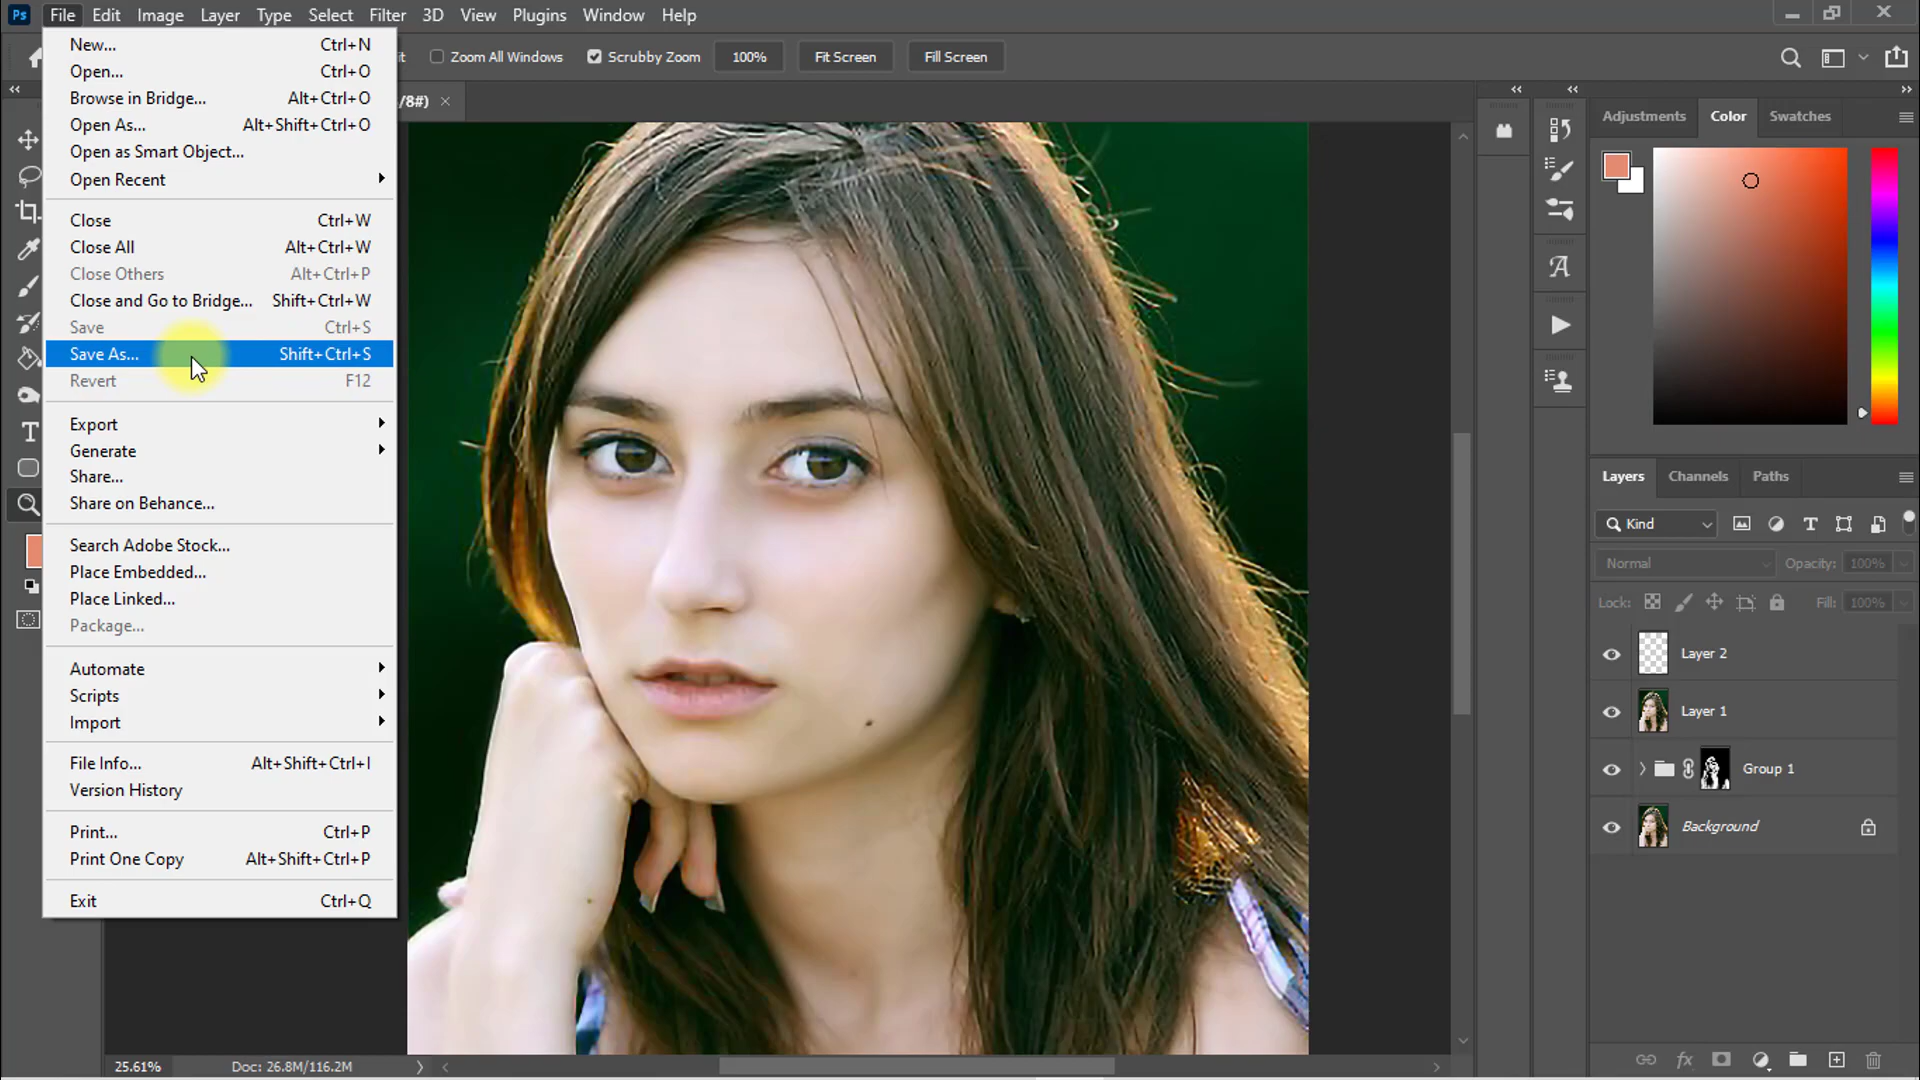 Ps File Edit Image Layer Type Select Filter 3D View Plugins Window Help
Zoom All Windows Scrubby Zoom 100% Fit Screen Fill Screen
/8#) ×
New... Ctrl+N
Open... Ctrl+O
Browse in Bridge... Alt+Ctrl+O
Open As... Alt+Shift+Ctrl+O
Open as Smart Object...
Open Recent
Close Ctrl+W
Close All Alt+Ctrl+W
Close Others Alt+Ctrl+P
Close and Go to Bridge... Shift+Ctrl+W
Save Ctrl+S
Save As... Shift+Ctrl+S
Revert F12
Export
Generate
Share...
Share on Behance...
Search Adobe Stock...
Place Embedded...
Place Linked...
Package...
Automate
Scripts
Import
File Info... Alt+Shift+Ctrl+I
Version History
Print... Ctrl+P
Print One Copy Alt+Shift+Ctrl+P
Exit Ctrl+Q
Adjustments Color Swatches
Layers Channels Paths
Kind
Normal Opacity: 100%
Lock: Fill: 100%
Layer 2
Layer 1
Group 1
Background
fx
25.61% Doc: 26.8M/116.2M